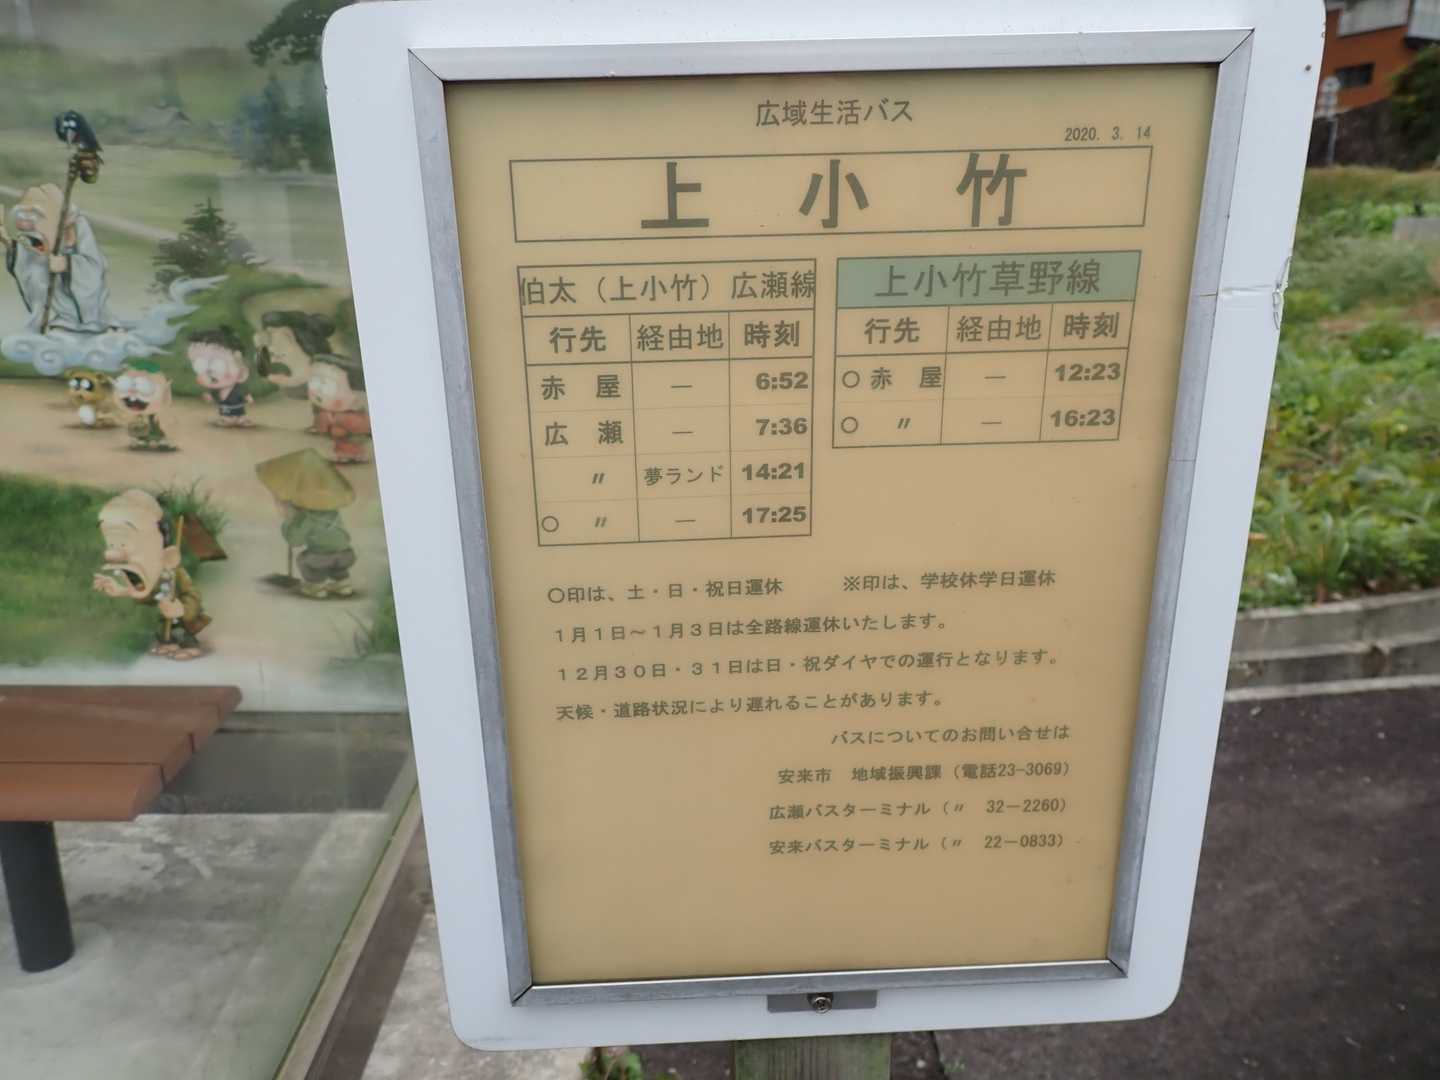 広域生活バス
2020. 3. 14
上 小 竹
伯太（上小竹）広瀬線
行先 経由地 時刻
赤 屋 ― 6:52
広 瀬 ― 7:36
〃 夢ランド 14:21
○ 〃 ― 17:25
上小竹草野線
行先 経由地 時刻
○ 赤 屋 ― 12:23
○ 〃 ― 16:23
○印は、土・日・祝日運休 ※印は、学校休学日運休
１月１日～１月３日は全路線運休いたします。
１２月３０日・３１日は日・祝ダイヤでの運行となります。
天候・道路状況により遅れることがあります。
バスについてのお問い合せは
安来市 地域振興課（電話23-3069）
広瀬バスターミナル（〃 32－2260）
安来バスターミナル（〃 22－0833）